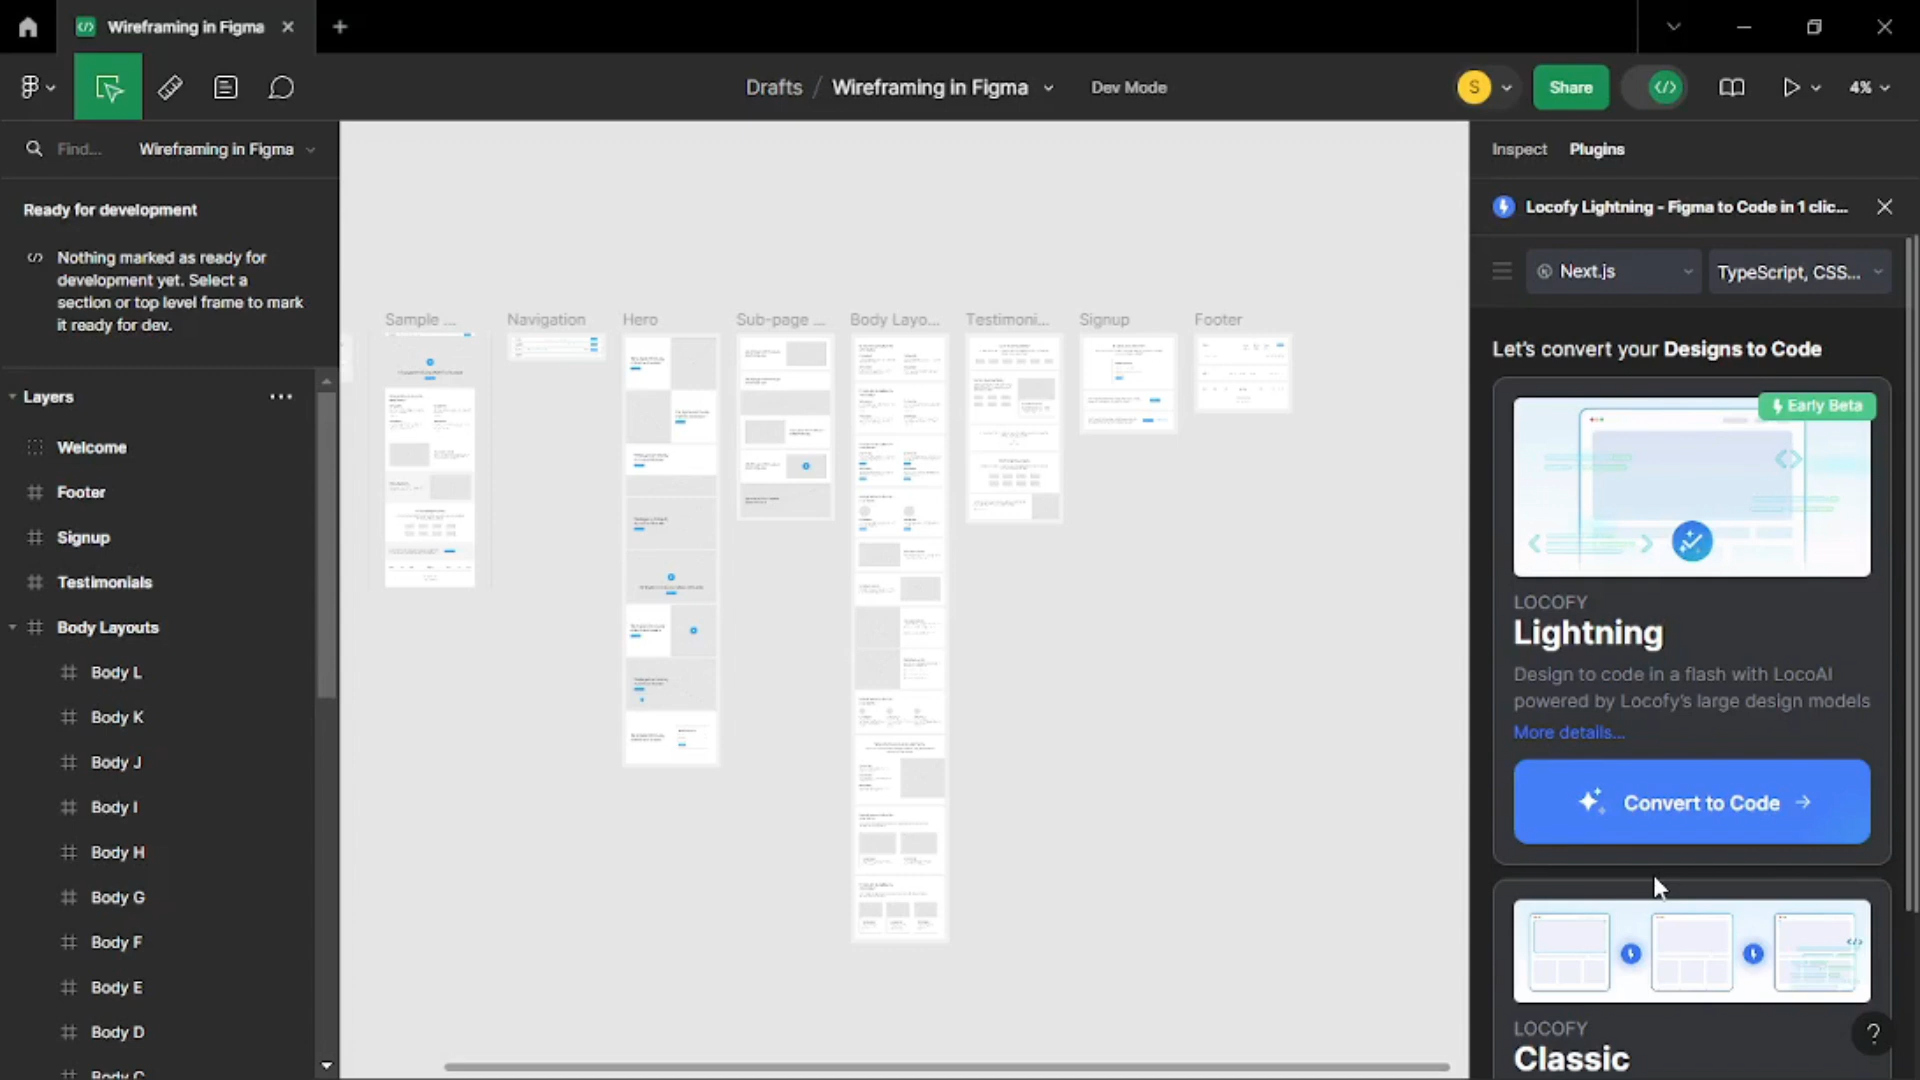 Wireframing in Figma
Drafts / Wireframing in Figma
Dev Mode
S
Share
4%
Find...
Wireframing in Figma
Ready for development
Nothing marked as ready for
development yet. Select a
section or top level frame to mark
it ready for dev.
Layers
Welcome
Footer
Signup
Testimonials
Body Layouts
Body L
Body K
Body J
Body I
Body H
Body G
Body F
Body E
Body D
Body C
Sample ...
Navigation
Hero
Sub-page ...
Body Layo...
Testimoni...
Signup
Footer
Inspect
Plugins
Locofy Lightning - Figma to Code in 1 clic...
Next.js
TypeScript, CSS...
Let's convert your Designs to Code
Early Beta
LOCOFY
Lightning
Design to code in a flash with LocoAI
powered by Locofy's large design models
More details...
Convert to Code
LOCOFY
Classic
?